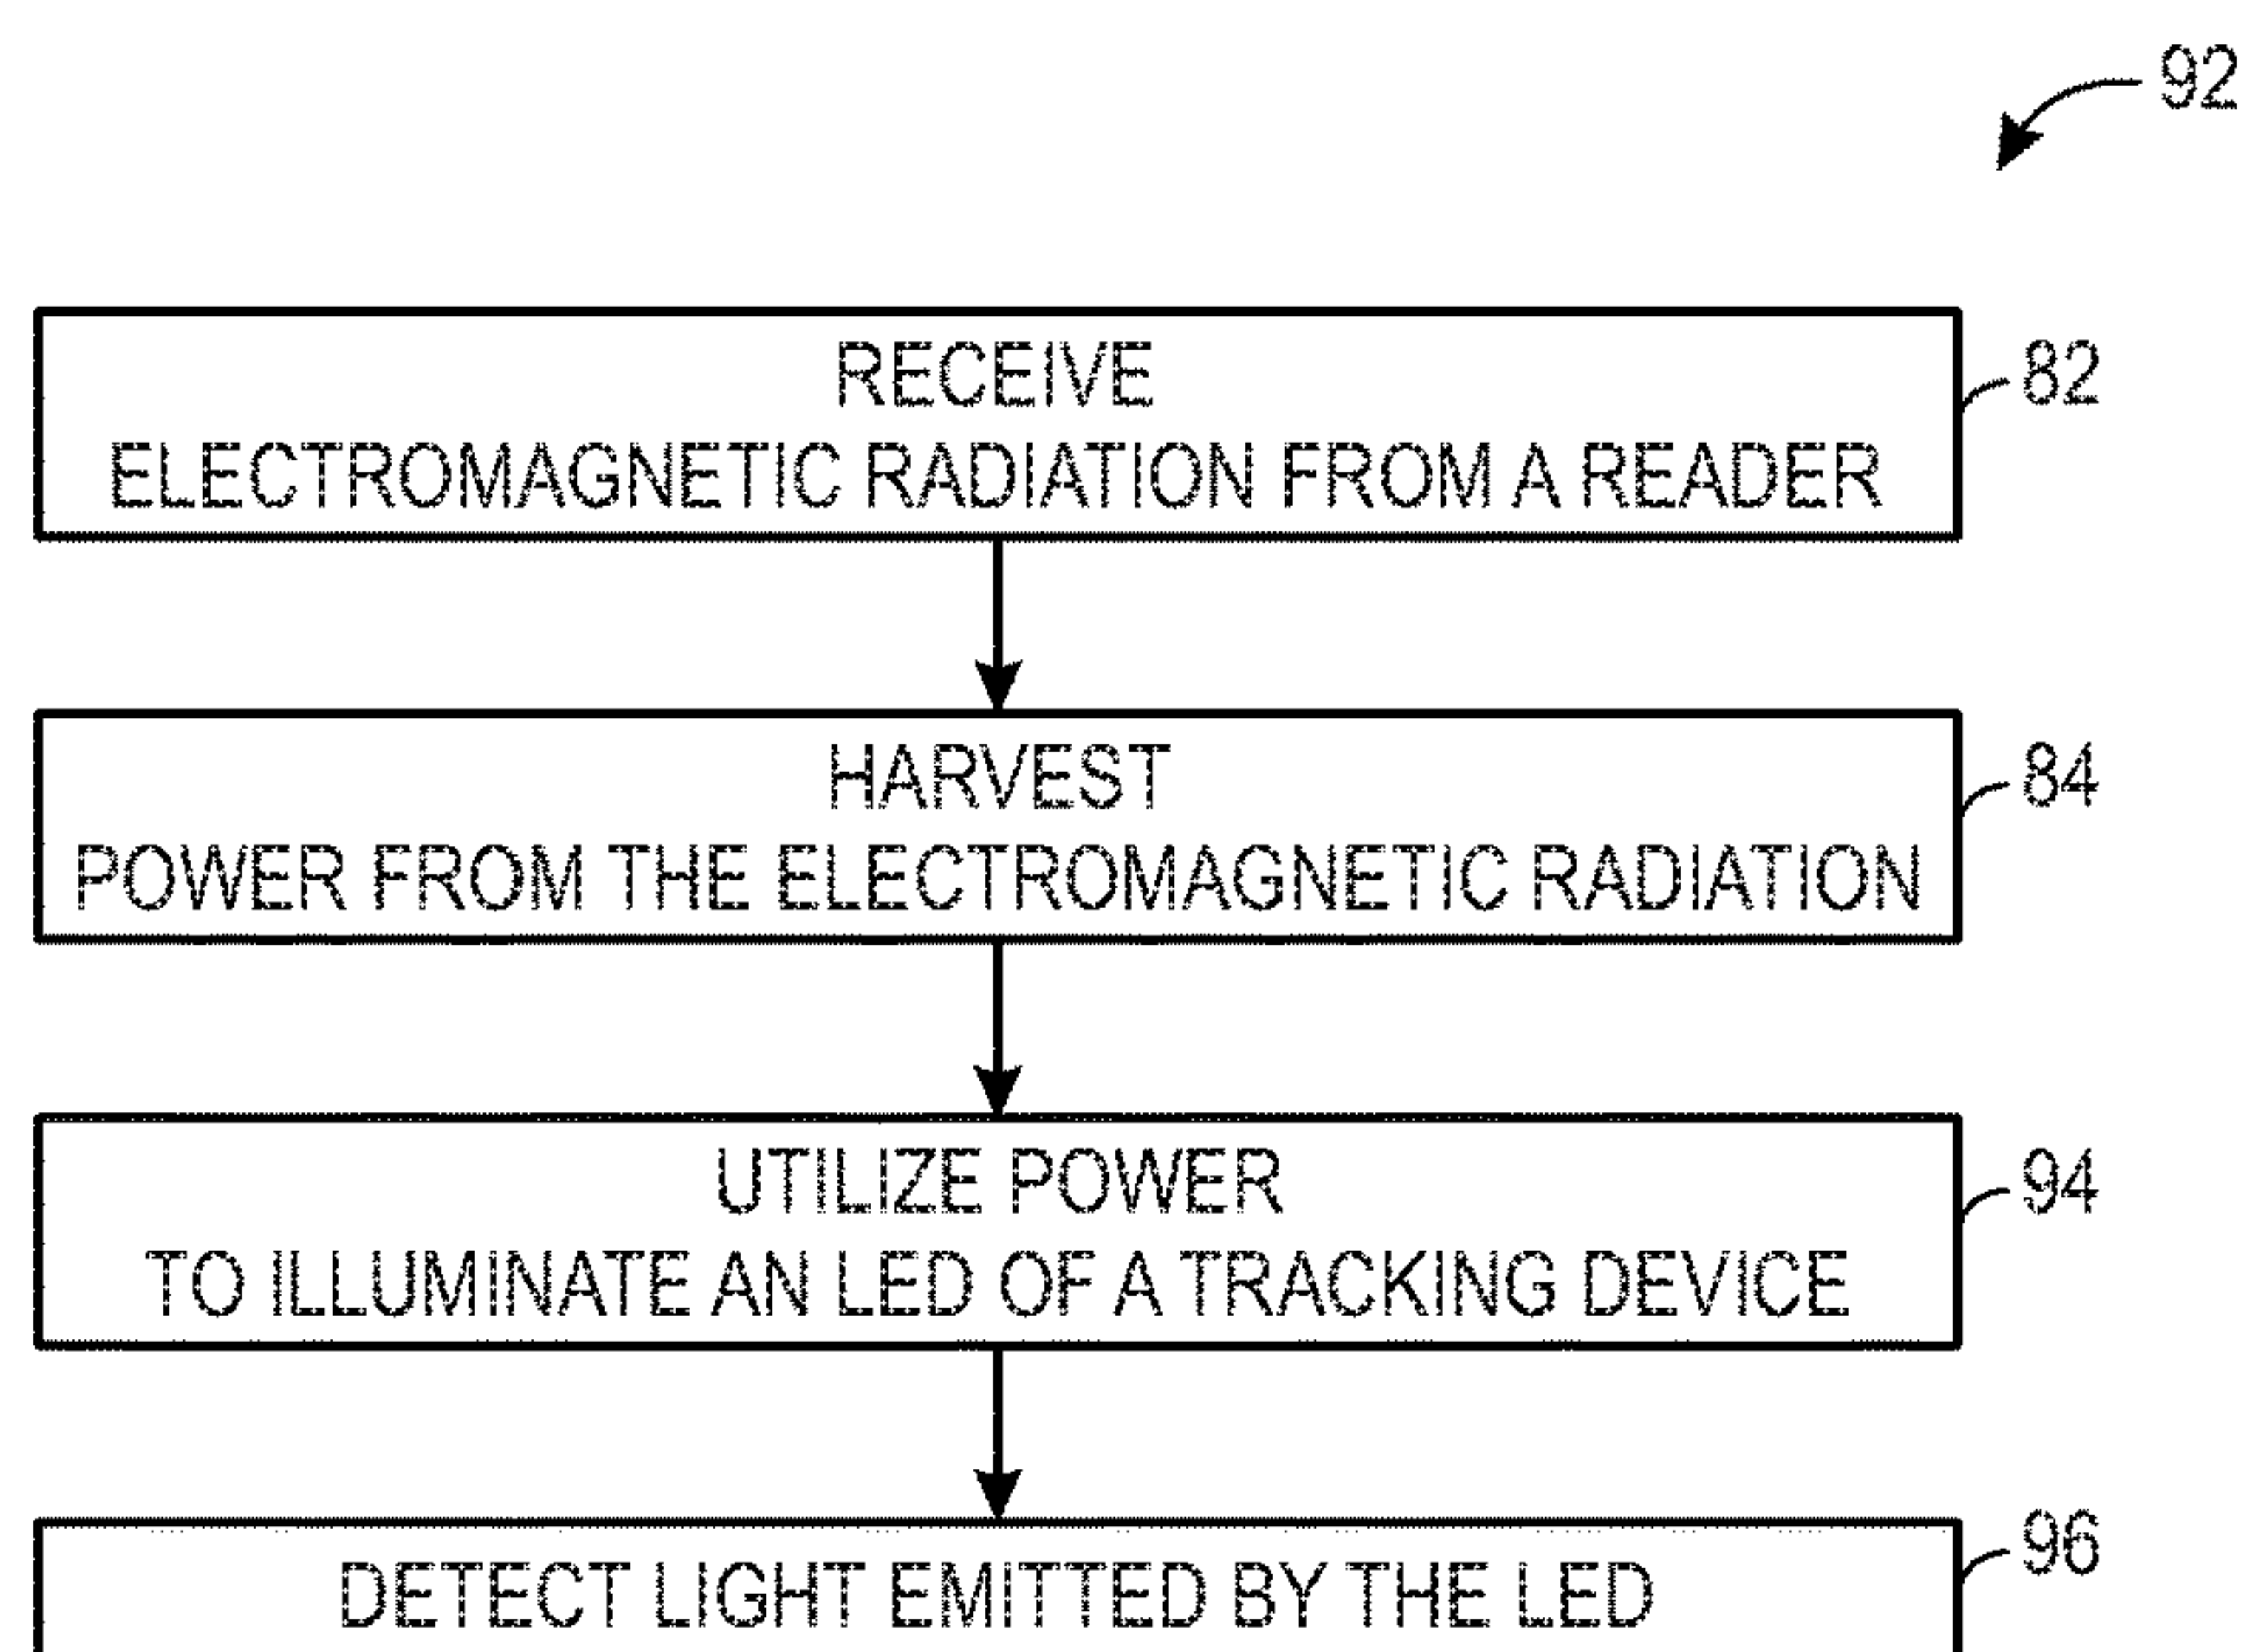 92
RECEIVE
ELECTROMAGNETIC RADIATION FROM A READER
82
HARVEST
POWER FROM THE ELECTROMAGNETIC RADIATION
84
UTILIZE POWER
TO ILLUMINATE AN LED OF A TRACKING DEVICE
94
DETECT LIGHT EMITTED BY THE LED
96